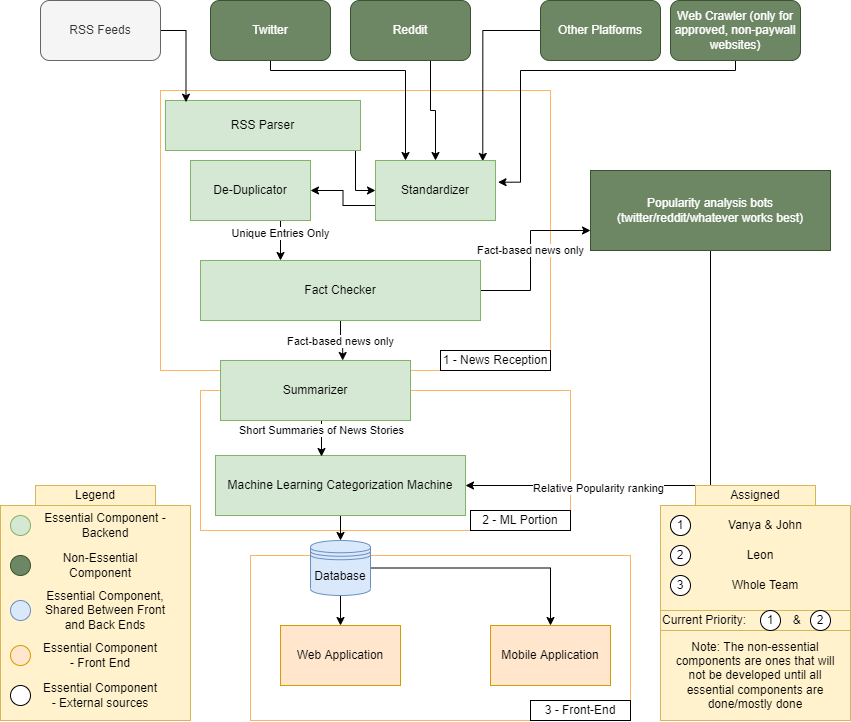 RSS Feeds
Twitter
Reddit
Other Platforms
Web Crawler (only for
approved, non-paywall
websites)
RSS Parser
De-Duplicator
Standardizer
Popularity analysis bots
(twitter/reddit/whatever works best)
Unique Entries Only
Fact-based news only
Fact Checker
Fact-based news only
1 - News Reception
Summarizer
Short Summaries of News Stories
Machine Learning Categorization Machine
Relative Popularity ranking
2 - ML Portion
Database
Web Application
Mobile Application
3 - Front-End
Legend
Essential Component -
Backend
Non-Essential
Component
Essential Component,
Shared Between Front
and Back Ends
Essential Component
- Front End
Essential Component
- External sources
Assigned
1 Vanya & John
2 Leon
3 Whole Team
Current Priority: 1 & 2
Note: The non-essential
components are ones that will
not be developed until all
essential components are
done/mostly done